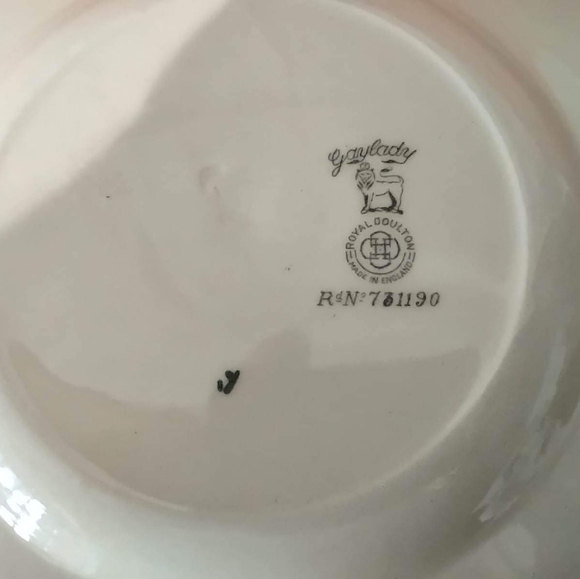 Gaylady
ROYAL DOULTON
MADE IN ENGLAND
Rd No 731190
y